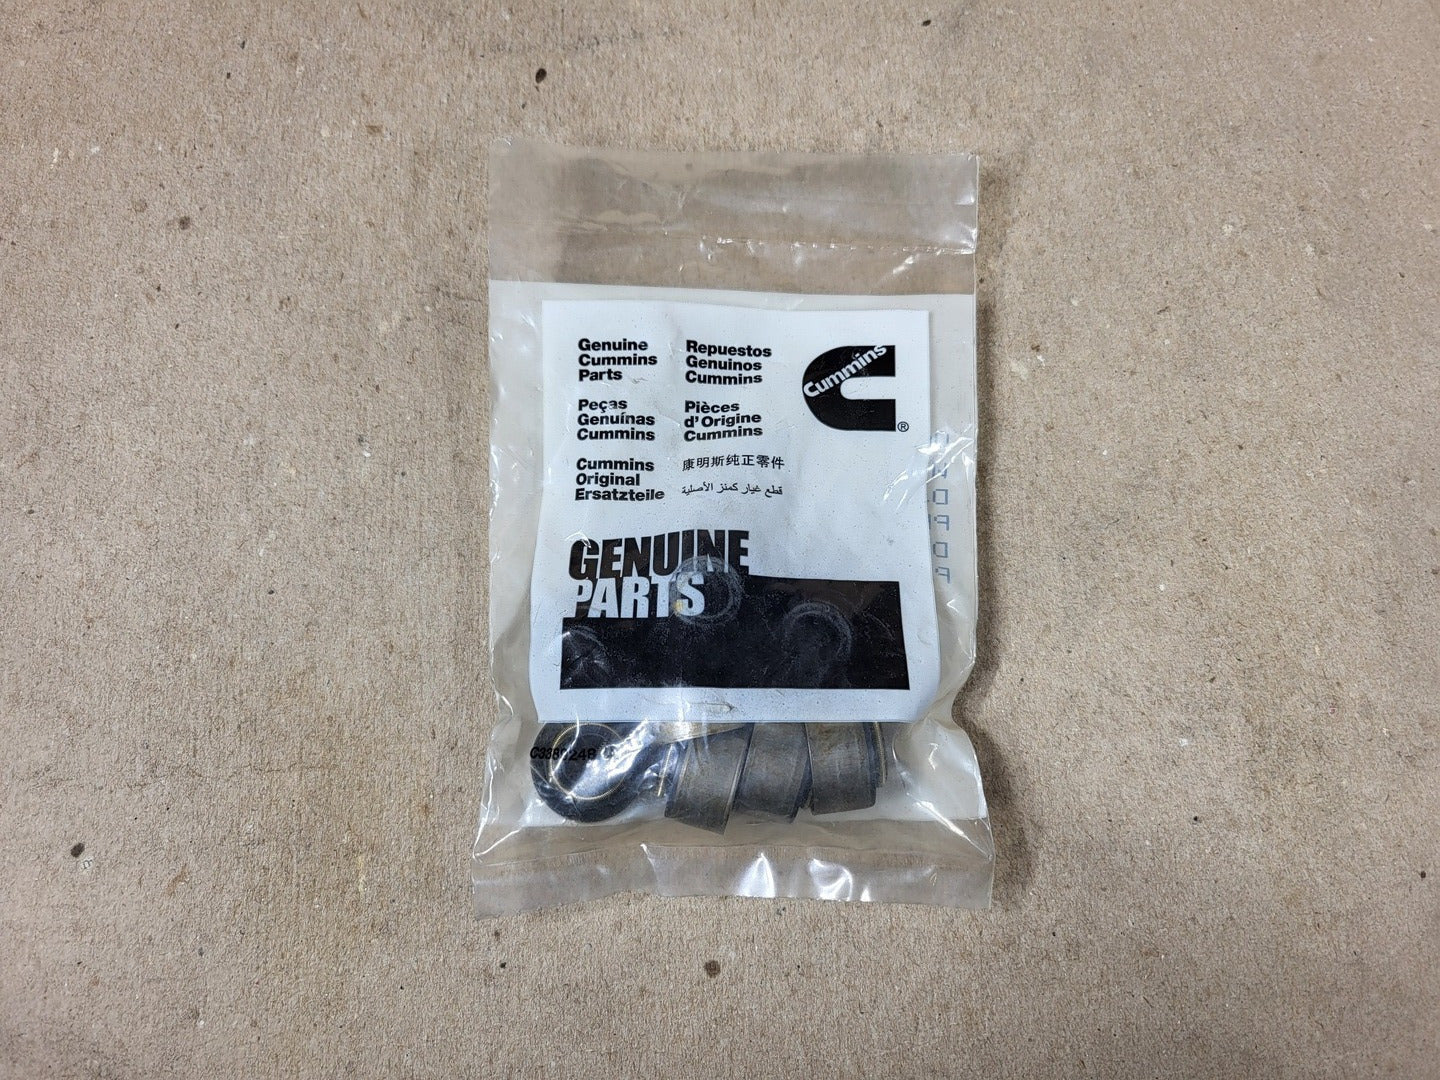 Genuine
Cummins
Parts
Repuestos
Genuinos
Cummins
Cummins
®
Peças
Genuínas
Cummins
Pièces
d'Origine
Cummins
Cummins
Original
Ersatzteile
康明斯纯正零件
قطع غيار كمنز الأصلية
GENUINE
PARTS